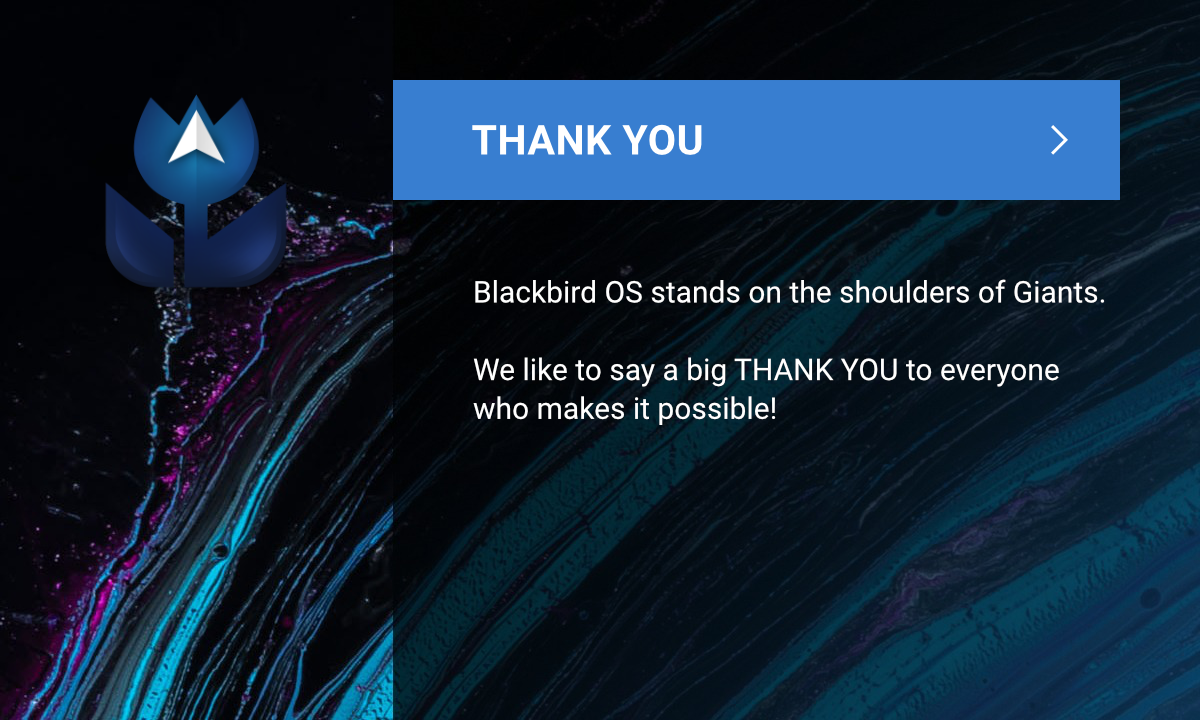 THANK YOU
Blackbird OS stands on the shoulders of Giants.
We like to say a big THANK YOU to everyone
who makes it possible!